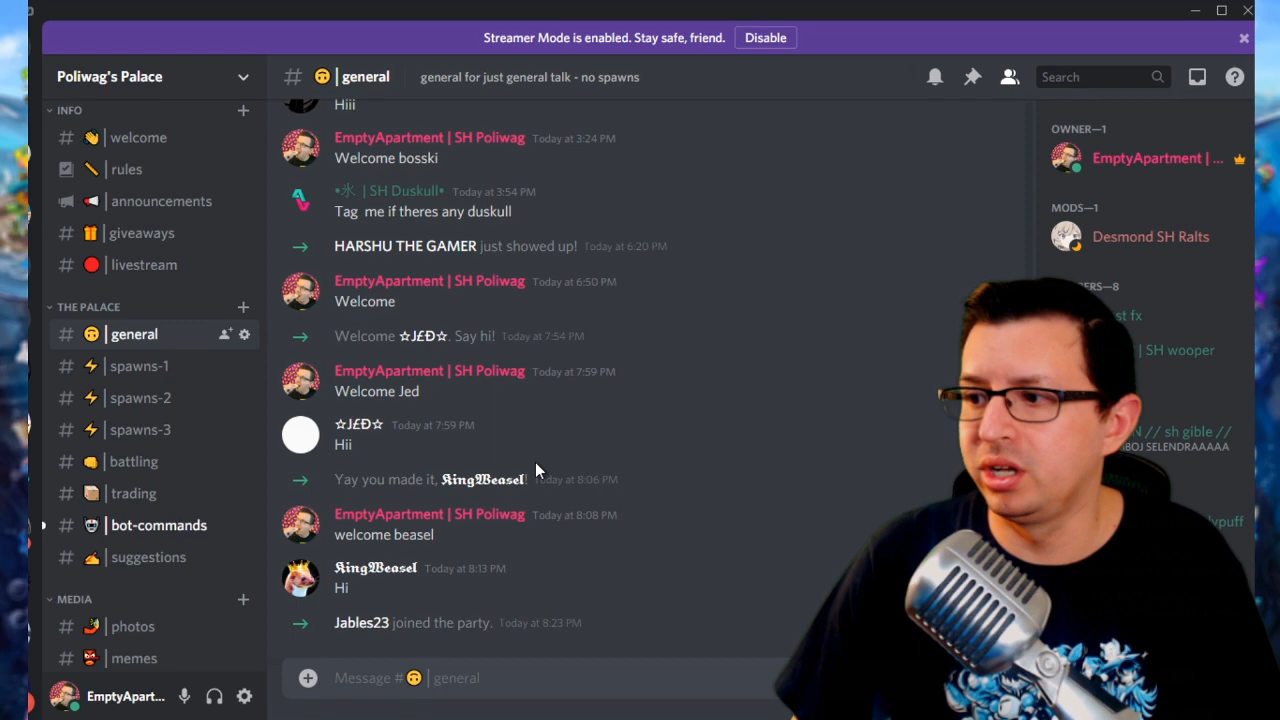 Streamer Mode is enabled. Stay safe, friend. Disable
Poliwag's Palace
# 🙃 | general general for just general talk - no spawns
Search
INFO
# 👋 | welcome
✏️ | rules
📢 | announcements
# 🎁 | giveaways
# 🔴 | livestream
THE PALACE
# 🙃 | general
# ⚡ | spawns-1
# ⚡ | spawns-2
# ⚡ | spawns-3
# 👊 | battling
# 📦 | trading
# 🤖 | bot-commands
# ✍️ | suggestions
MEDIA
# 🤳 | photos
# 👺 | memes
EmptyApart...
Hiii
EmptyApartment | SH Poliwag Today at 3:24 PM
Welcome bosski
•氷 | SH Duskull• Today at 3:54 PM
Tag me if theres any duskull
HARSHU THE GAMER just showed up! Today at 6:20 PM
EmptyApartment | SH Poliwag Today at 6:50 PM
Welcome
Welcome ☆J£Đ☆. Say hi! Today at 7:54 PM
EmptyApartment | SH Poliwag Today at 7:59 PM
Welcome Jed
☆J£Đ☆ Today at 7:59 PM
Hii
Yay you made it, 𝕶𝖎𝖓𝖌𝖂𝖊𝖆𝖘𝖊𝖑! Today at 8:06 PM
EmptyApartment | SH Poliwag Today at 8:08 PM
welcome beasel
𝕶𝖎𝖓𝖌𝖂𝖊𝖆𝖘𝖊𝖑 Today at 8:13 PM
Hi
Jables23 joined the party. Today at 8:23 PM
Message # 🙃 | general
OWNER—1
EmptyApartment | ...
MODS—1
Desmond SH Ralts
ERS—8
st fx
| SH wooper
N // sh gible //
BOJ SELENDRAAAAA
ypuff